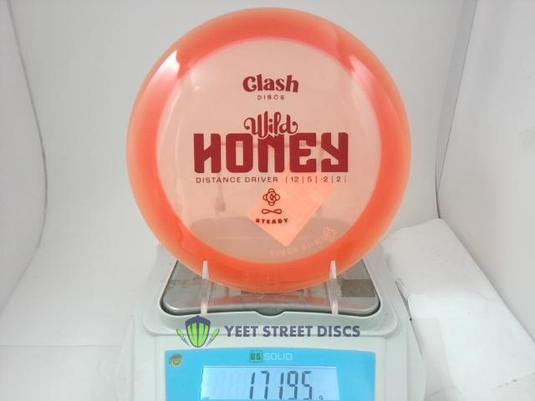 Clash
DISCS
Wild
HONEY
DISTANCE DRIVER | 12 | 5 | -2 | 2 |
STEADY
YEET STREET DISCS
US SOLID
171.95 g